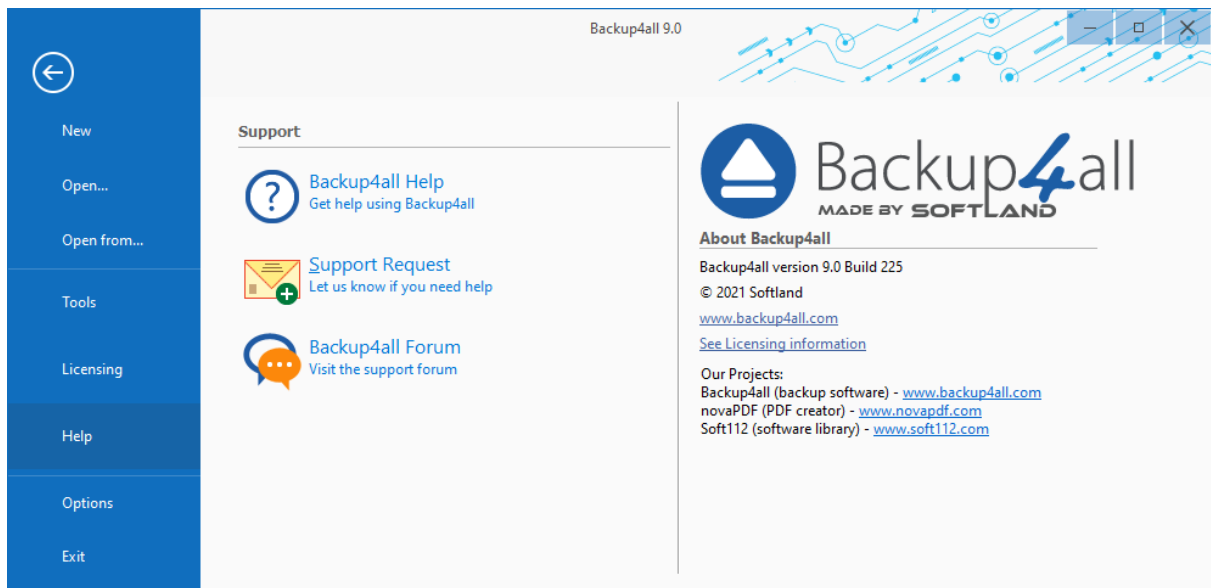 Backup4all 9.0
New
Open...
Open from...
Tools
Licensing
Help
Options
Exit
Support
Backup4all Help
Get help using Backup4all
Support Request
Let us know if you need help
Backup4all Forum
Visit the support forum
Backup4all
MADE BY SOFTLAND
About Backup4all
Backup4all version 9.0 Build 225
© 2021 Softland
www.backup4all.com
See Licensing information
Our Projects:
Backup4all (backup software) - www.backup4all.com
novaPDF (PDF creator) - www.novapdf.com
Soft112 (software library) - www.soft112.com